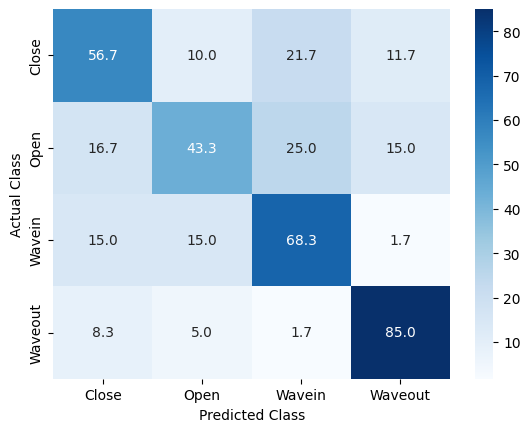 Actual Class
Close 56.7 10.0 21.7 11.7
Open 16.7 43.3 25.0 15.0
Wavein 15.0 15.0 68.3 1.7
Waveout 8.3 5.0 1.7 85.0
Close Open Wavein Waveout
Predicted Class
80
70
60
50
40
30
20
10